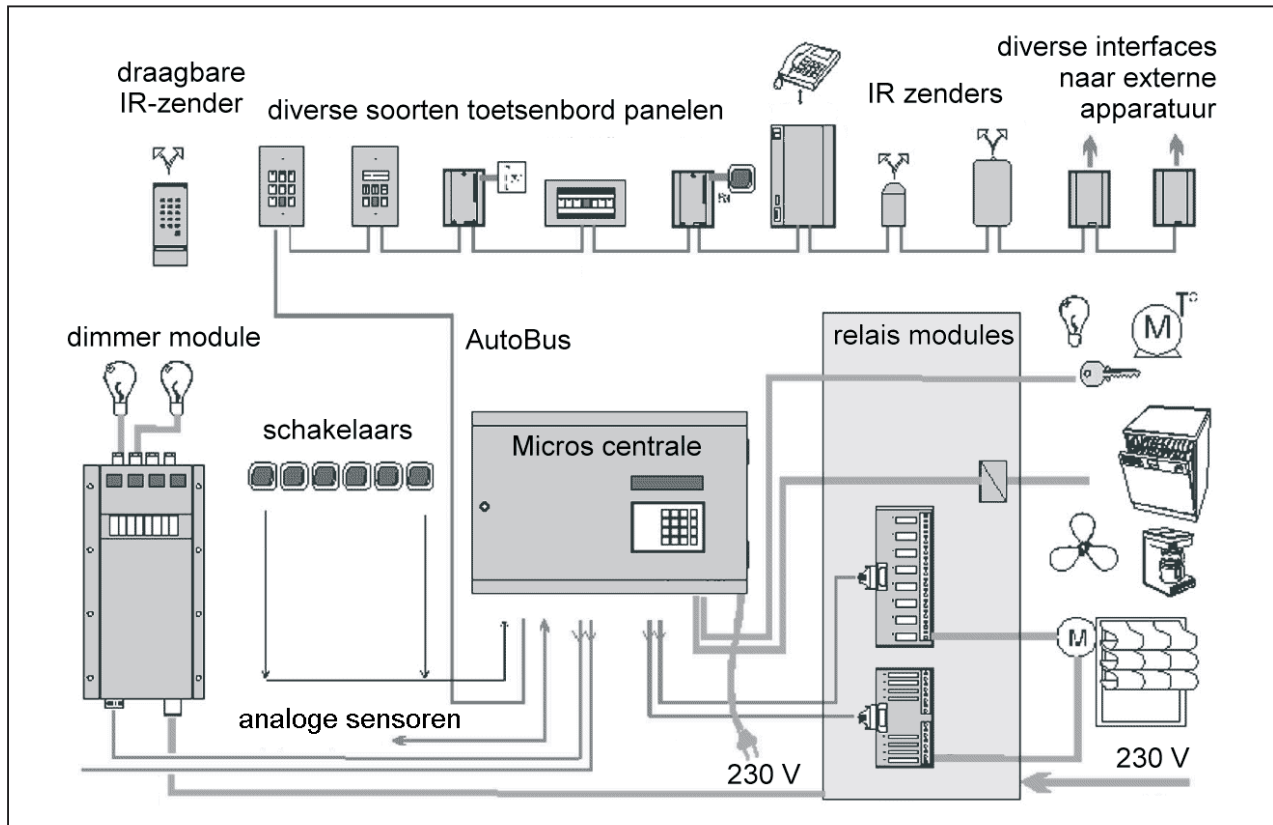 draagbare
IR-zender
diverse soorten toetsenbord panelen
IR zenders
diverse interfaces
naar externe
apparatuur
dimmer module
AutoBus
relais modules
M
T°
schakelaars
Micros centrale
M
analoge sensoren
230 V
230 V